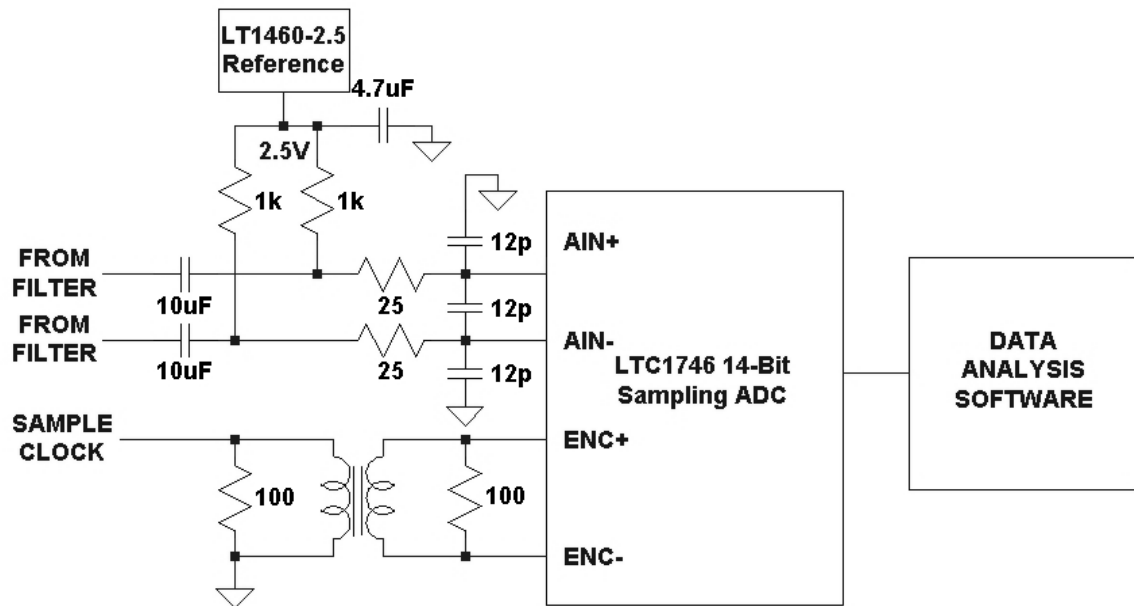 LT1460-2.5
Reference
4.7uF
2.5V
1k
1k
FROM
FILTER
10uF
25
12p
AIN+
12p
FROM
FILTER
10uF
25
AIN-
12p
LTC1746 14-Bit
Sampling ADC
DATA
ANALYSIS
SOFTWARE
SAMPLE
CLOCK
100
100
ENC+
ENC-